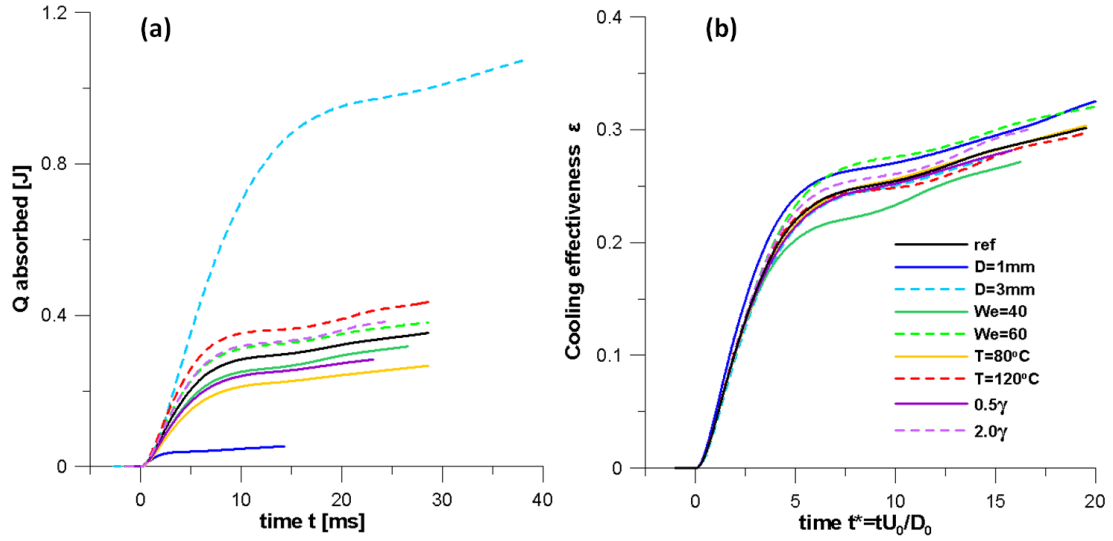 (a)
Q absorbed [J]
1.2
0.8
0.4
0
0
10
20
30
40
time t [ms]
(b)
Cooling effectiveness ε
0.4
0.3
0.2
0.1
0
0
5
10
15
20
time t*=tU₀/D₀
ref
D=1mm
D=3mm
We=40
We=60
T=80ºC
T=120ºC
0.5γ
2.0γ